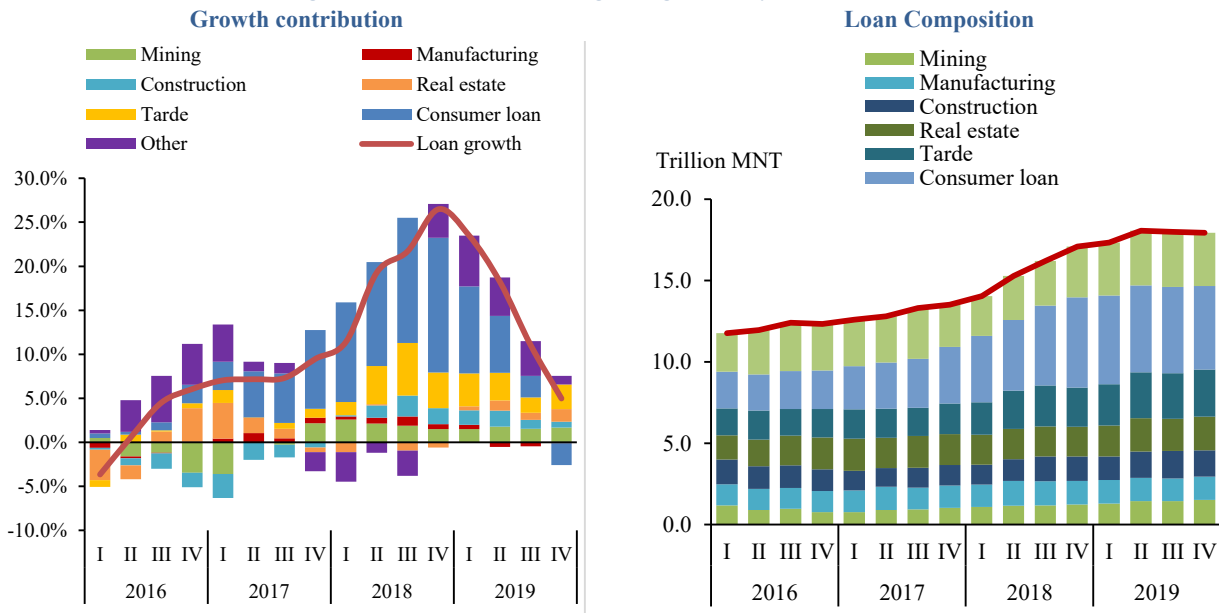 Growth contribution
Mining
Manufacturing
Construction
Real estate
Tarde
Consumer loan
Other
Loan growth
30.0%
25.0%
20.0%
15.0%
10.0%
5.0%
0.0%
-5.0%
-10.0%
I II III IV I II III IV I II III IV I II III IV
2016 2017 2018 2019
Loan Composition
Mining
Manufacturing
Construction
Real estate
Tarde
Consumer loan
Trillion MNT
20.0
15.0
10.0
5.0
0.0
I II III IV I II III IV I II III IV I II III IV
2016 2017 2018 2019